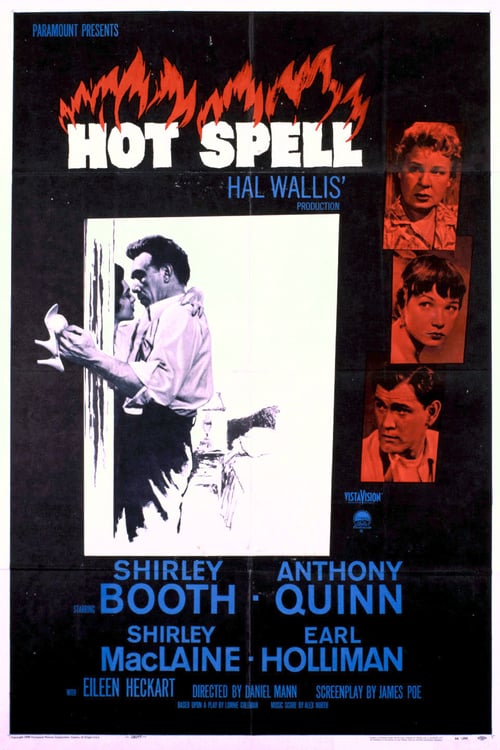 PARAMOUNT PRESENTS
HOT SPELL
HAL WALLIS'
PRODUCTION
VISTAVISION
STARRING
SHIRLEY BOOTH · ANTHONY QUINN
SHIRLEY MacLAINE · EARL HOLLIMAN
WITH EILEEN HECKART DIRECTED BY DANIEL MANN SCREENPLAY BY JAMES POE
BASED UPON A PLAY BY LONNIE COLEMAN MUSIC SCORE BY ALEX NORTH